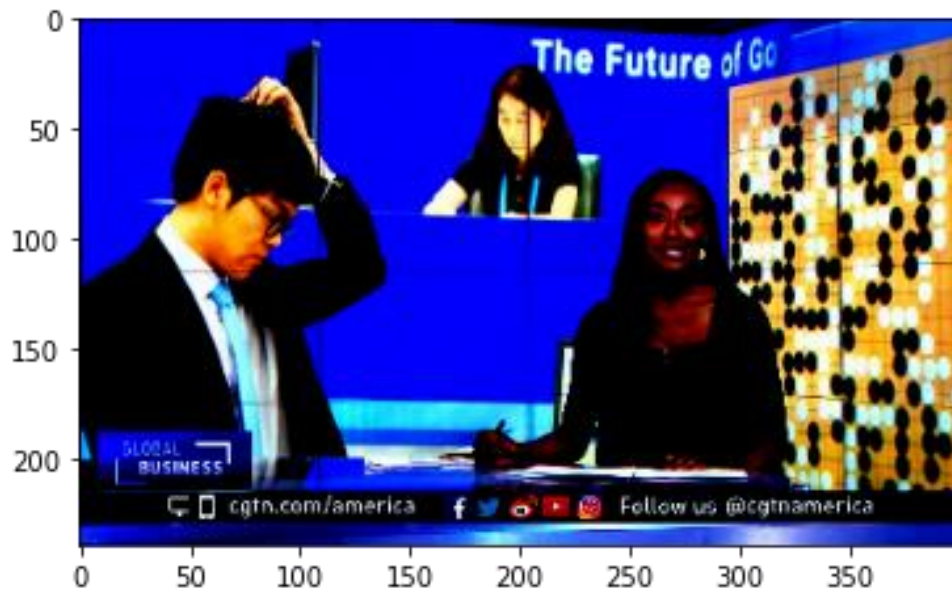 The Future of Go
GLOBAL
BUSINESS
cgtn.com/america
Follow us @cgtnamerica
0
50
100
150
200
0
50
100
150
200
250
300
350